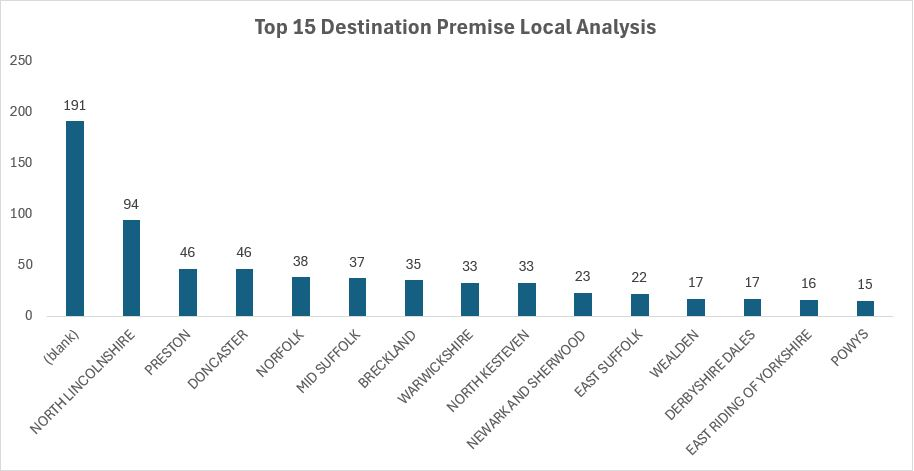 Top 15 Destination Premise Local Analysis
250
200
150
100
50
0
191
94
46
46
38
37
35
33
33
23
22
17
17
16
15
(blank)
NORTH LINCOLNSHIRE
PRESTON
DONCASTER
NORFOLK
MID SUFFOLK
BRECKLAND
WARWICKSHIRE
NORTH KESTEVEN
NEWARK AND SHERWOOD
EAST SUFFOLK
WEALDEN
DERBYSHIRE DALES
EAST RIDING OF YORKSHIRE
POWYS